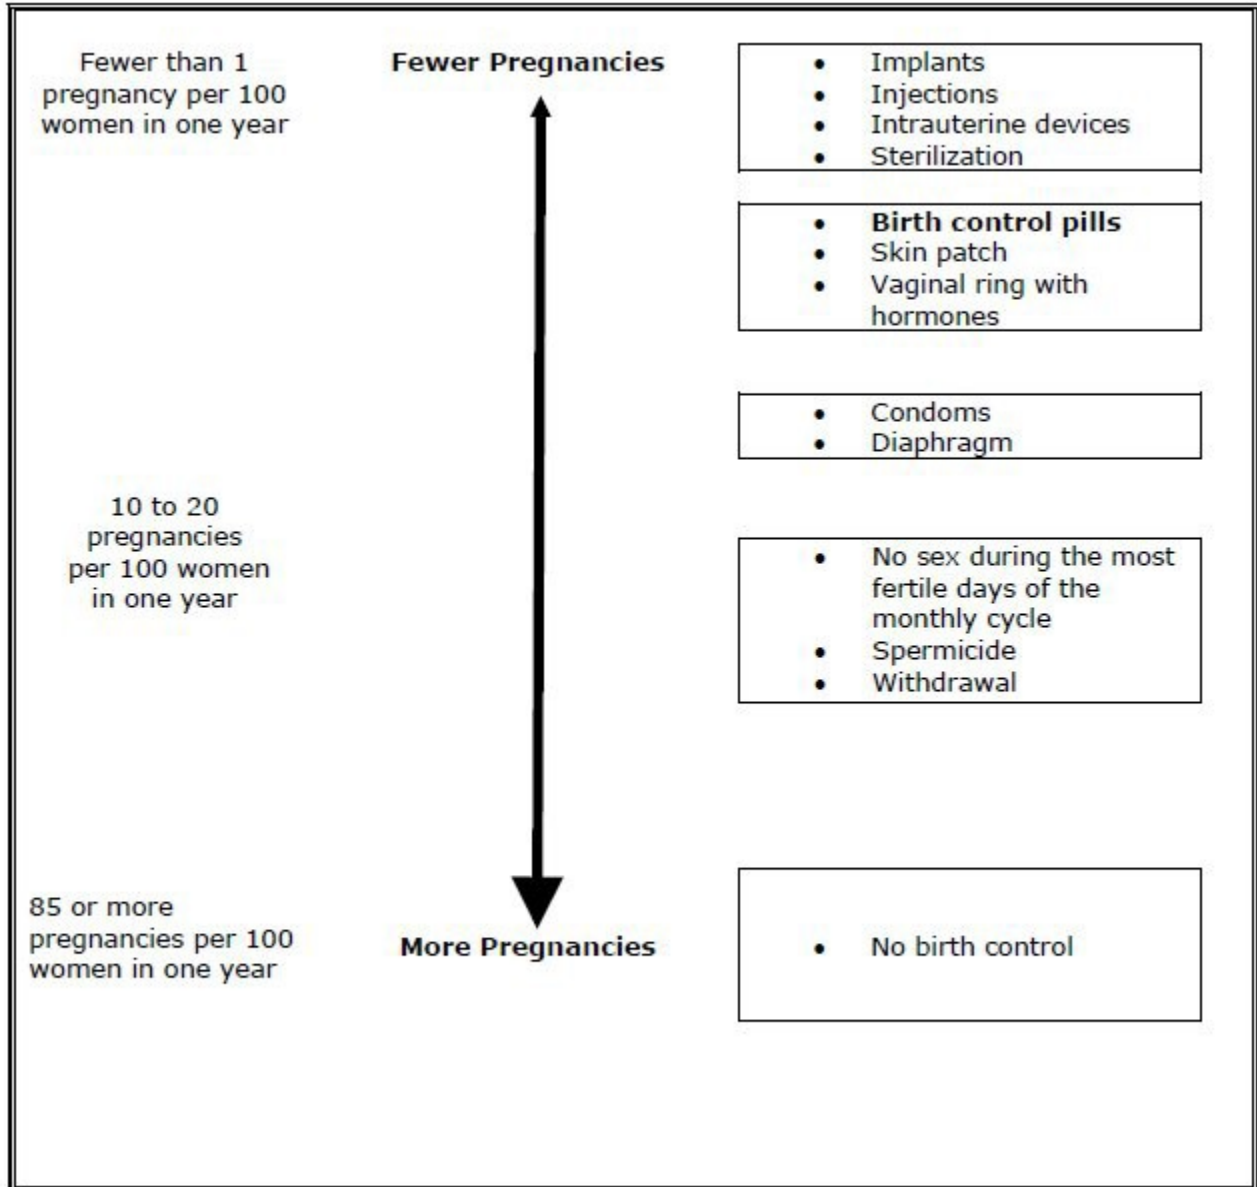 Fewer than 1
pregnancy per 100
women in one year
Fewer Pregnancies
• Implants
• Injections
• Intrauterine devices
• Sterilization
• Birth control pills
• Skin patch
• Vaginal ring with
hormones
• Condoms
• Diaphragm
10 to 20
pregnancies
per 100 women
in one year
• No sex during the most
fertile days of the
monthly cycle
• Spermicide
• Withdrawal
85 or more
pregnancies per 100
women in one year
More Pregnancies
• No birth control